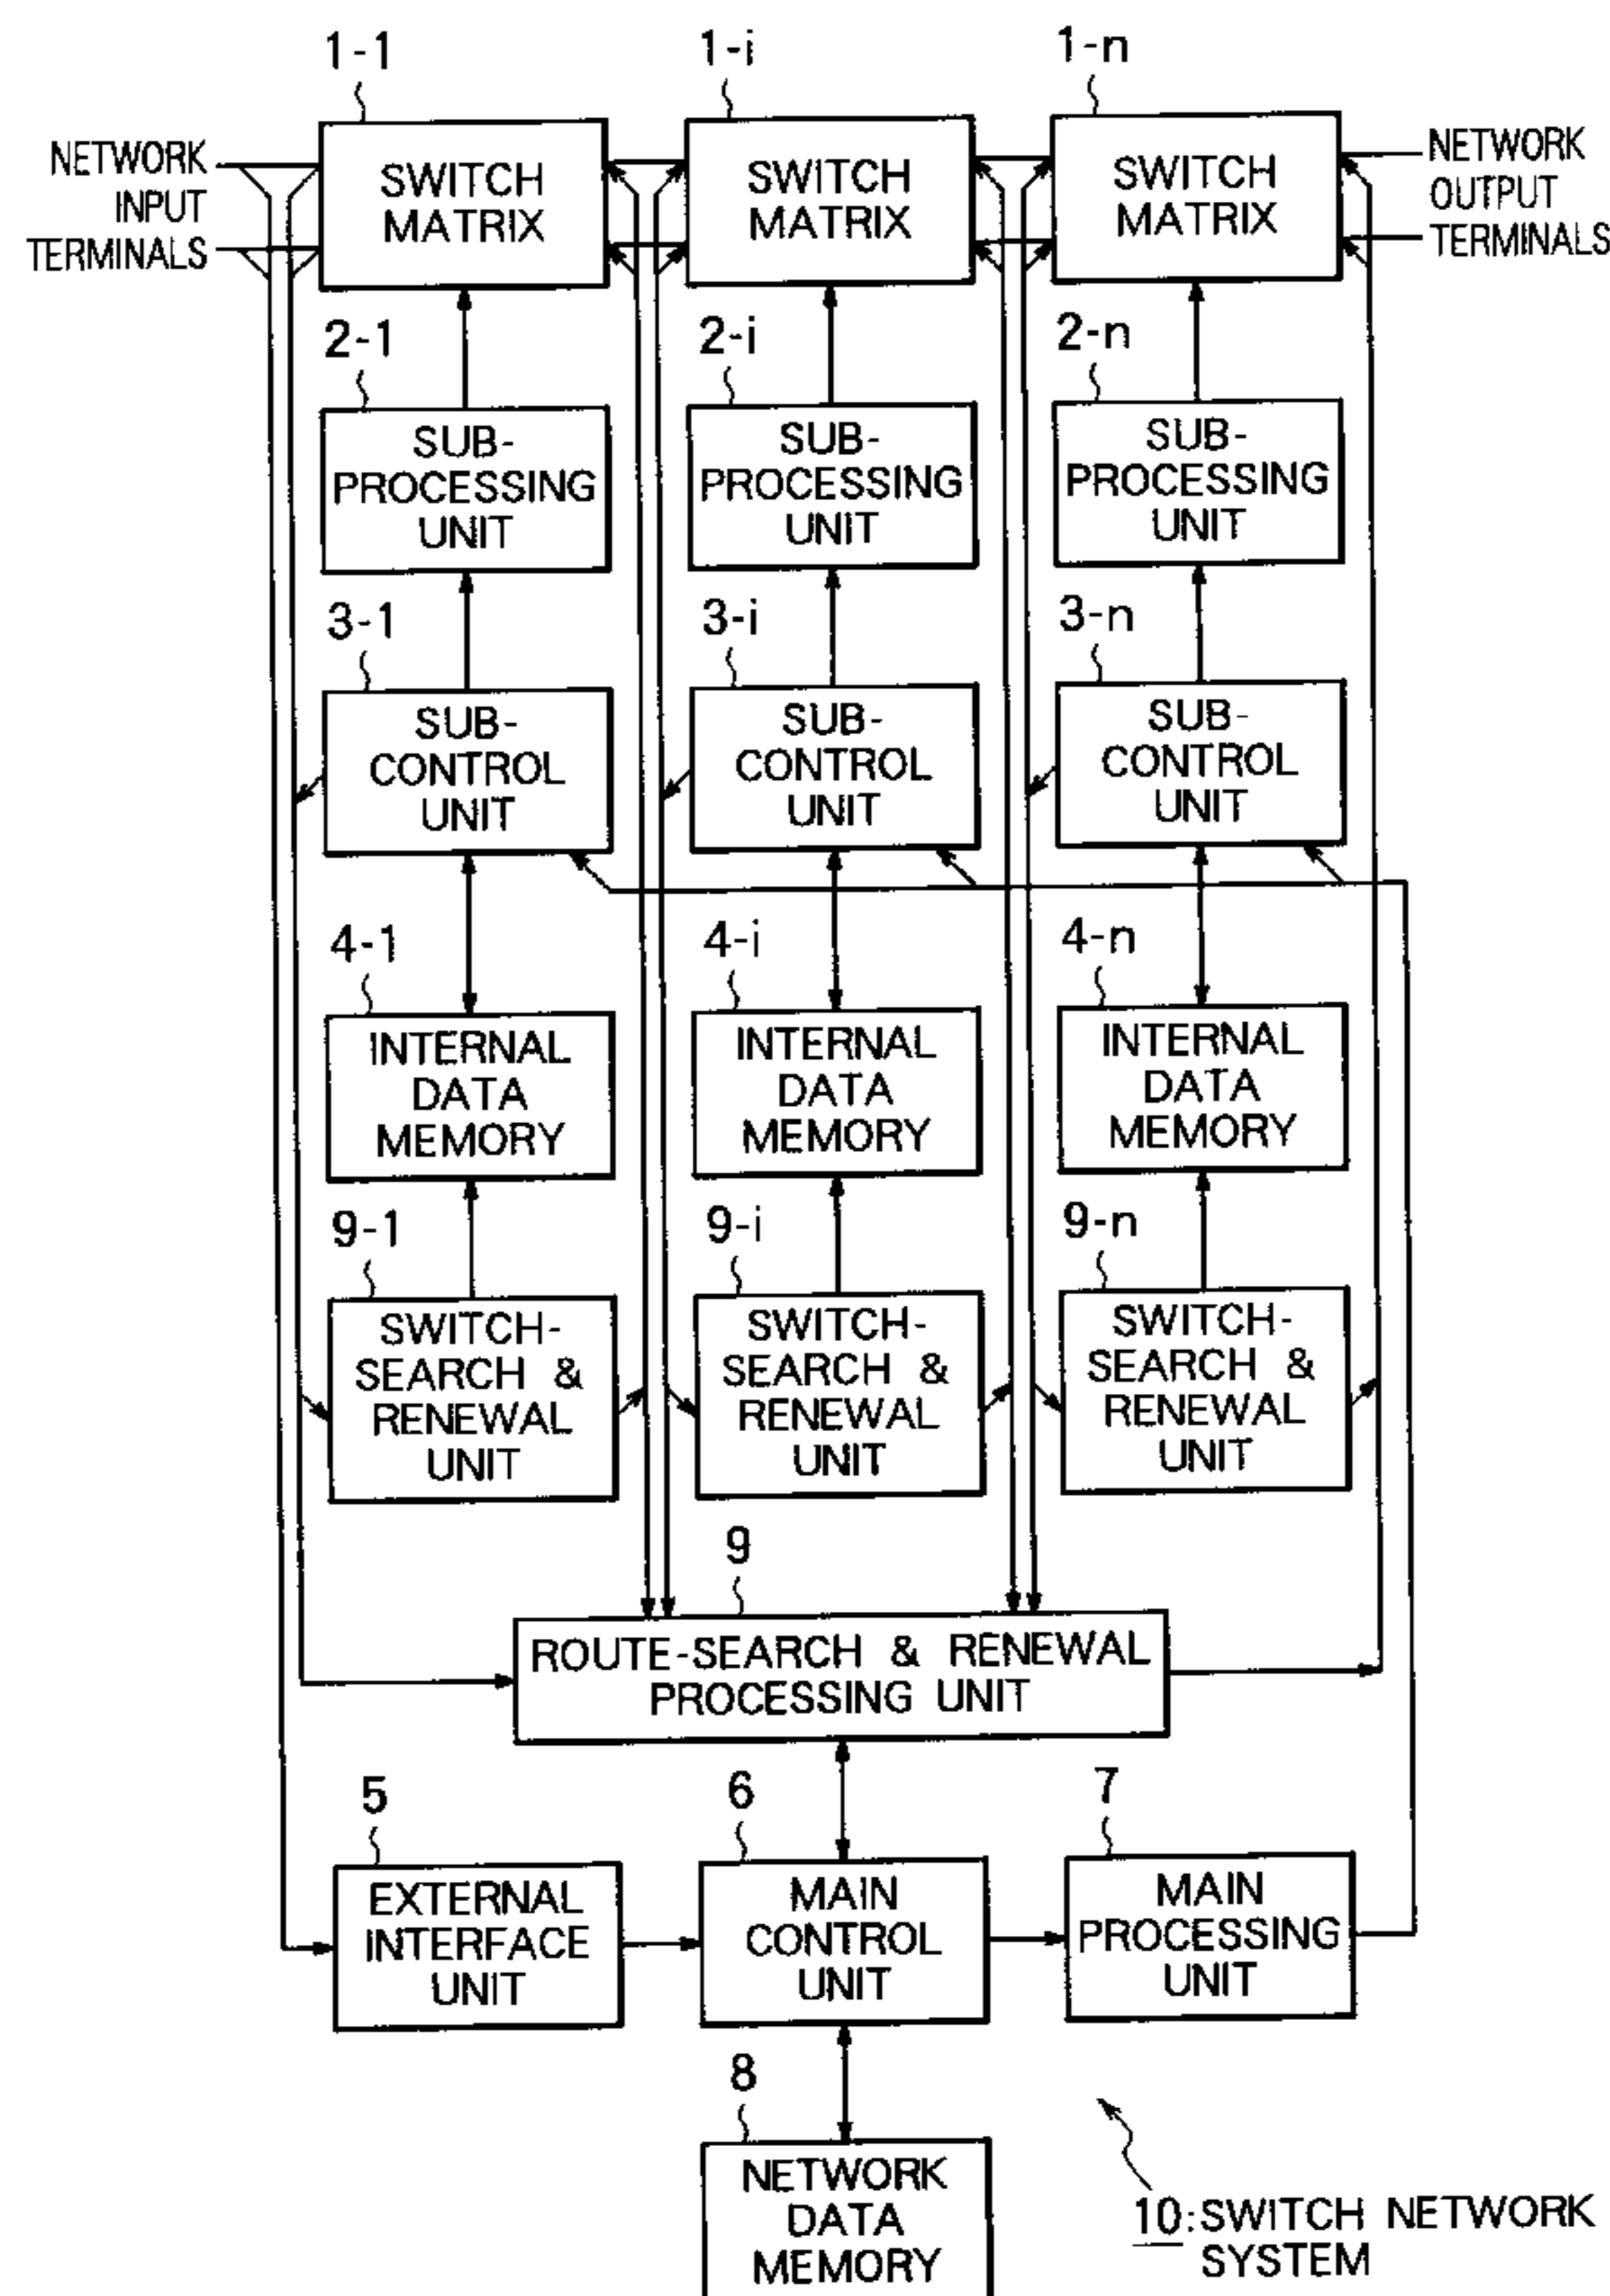 1-1
1-i
1-n
NETWORK
INPUT
TERMINALS
SWITCH
MATRIX
SWITCH
MATRIX
SWITCH
MATRIX
NETWORK
OUTPUT
TERMINALS
2-1
2-i
2-n
SUB-
PROCESSING
UNIT
SUB-
PROCESSING
UNIT
SUB-
PROCESSING
UNIT
3-1
3-i
3-n
SUB-
CONTROL
UNIT
SUB-
CONTROL
UNIT
SUB-
CONTROL
UNIT
4-1
4-i
4-n
INTERNAL
DATA
MEMORY
INTERNAL
DATA
MEMORY
INTERNAL
DATA
MEMORY
9-1
9-i
9-n
SWITCH-
SEARCH &
RENEWAL
UNIT
SWITCH-
SEARCH &
RENEWAL
UNIT
SWITCH-
SEARCH &
RENEWAL
UNIT
9
ROUTE-SEARCH & RENEWAL
PROCESSING UNIT
5
6
7
EXTERNAL
INTERFACE
UNIT
MAIN
CONTROL
UNIT
MAIN
PROCESSING
UNIT
8
NETWORK
DATA
MEMORY
10:SWITCH NETWORK
SYSTEM